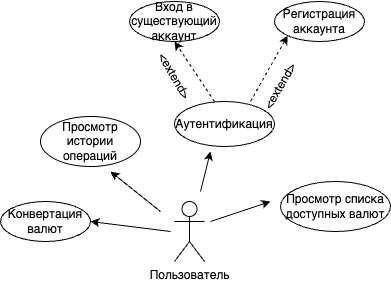 Вход в
существующий
аккаунт
Регистрация
аккаунта
<extend>
<extend>
Аутентификация
Просмотр
истории
операций
Просмотр списка
доступных валют
Конвертация
валют
Пользователь